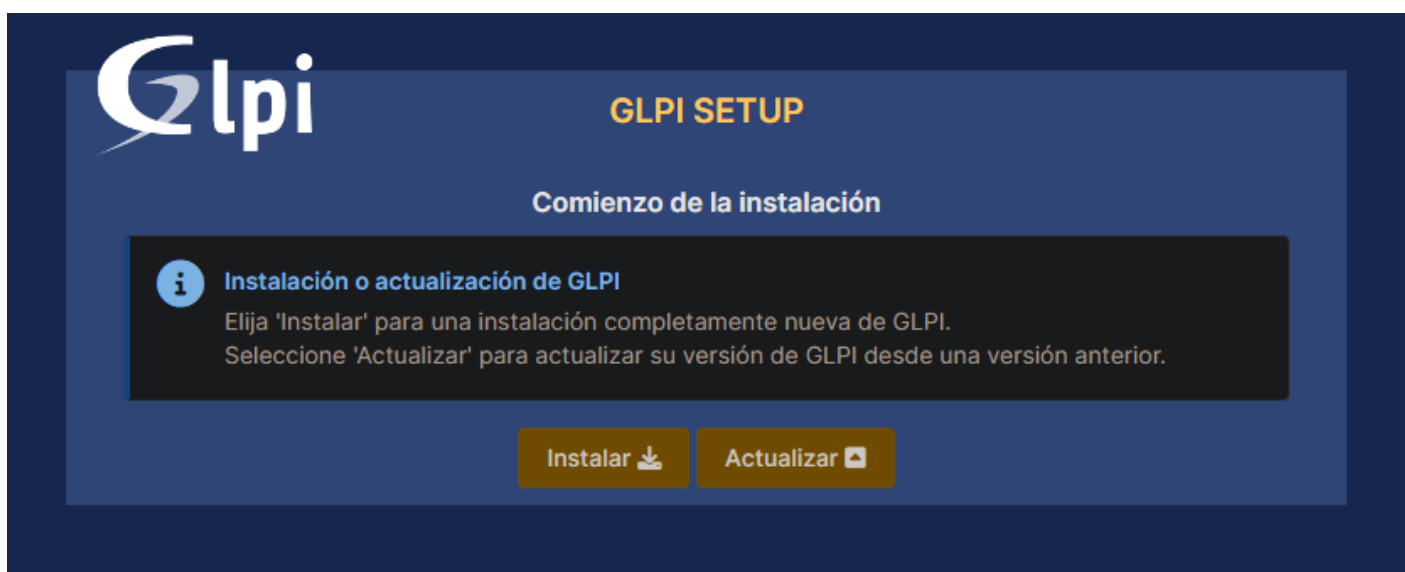 Glpi
GLPI SETUP
Comienzo de la instalación
Instalación o actualización de GLPI
Elija 'Instalar' para una instalación completamente nueva de GLPI.
Seleccione 'Actualizar' para actualizar su versión de GLPI desde una versión anterior.
Instalar
Actualizar